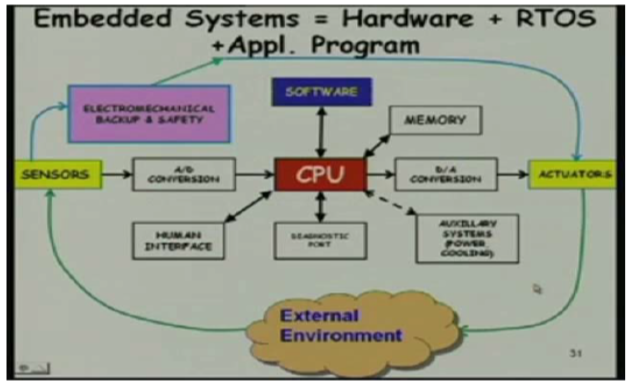 Embedded Systems = Hardware + RTOS
+Appl. Program
ELECTROMECHANICAL
BACKUP & SAFETY
SOFTWARE
MEMORY
SENSORS
A/D
CONVERSION
CPU
D/A
CONVERSION
ACTUATORS
HUMAN
INTERFACE
DIAGNOSTIC
PORT
AUXILLARY
SYSTEMS
(POWER,
COOLING)
External
Environment
31